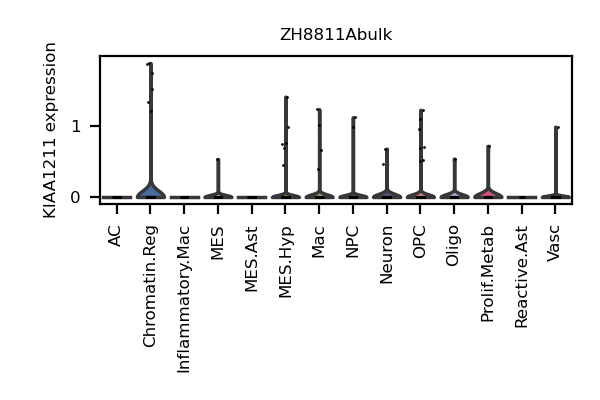 ZH8811Abulk
KIAA1211 expression
1
0
AC
Chromatin.Reg
Inflammatory.Mac
MES
MES.Ast
MES.Hyp
Mac
NPC
Neuron
OPC
Oligo
Prolif.Metab
Reactive.Ast
Vasc